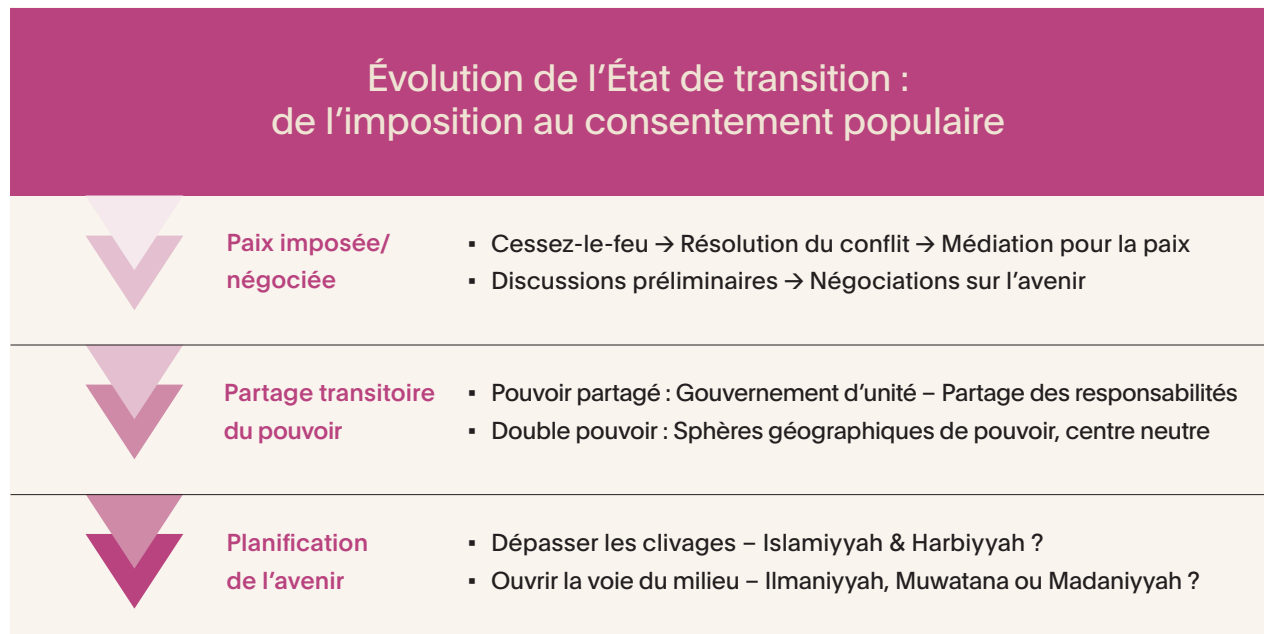 Évolution de l’État de transition :
de l’imposition au consentement populaire
Paix imposée/
négociée
▪ Cessez-le-feu → Résolution du conflit → Médiation pour la paix
▪ Discussions préliminaires → Négociations sur l’avenir
Partage transitoire
du pouvoir
▪ Pouvoir partagé : Gouvernement d’unité – Partage des responsabilités
▪ Double pouvoir : Sphères géographiques de pouvoir, centre neutre
Planification
de l’avenir
▪ Dépasser les clivages – Islamiyyah & Harbiyyah ?
▪ Ouvrir la voie du milieu – Ilmaniyyah, Muwatana ou Madaniyyah ?